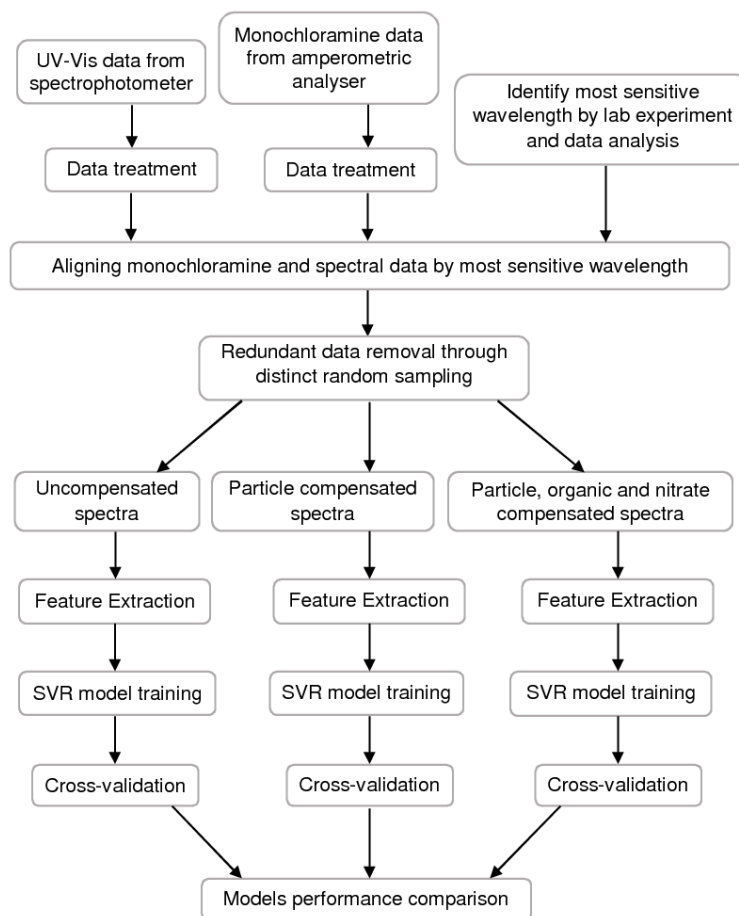 UV-Vis data from
spectrophotometer
Monochloramine data
from amperometric
analyser
Identify most sensitive
wavelength by lab experiment
and data analysis
Data treatment
Data treatment
Aligning monochloramine and spectral data by most sensitive wavelength
Redundant data removal through
distinct random sampling
Uncompensated
spectra
Particle compensated
spectra
Particle, organic and nitrate
compensated spectra
Feature Extraction
Feature Extraction
Feature Extraction
SVR model training
SVR model training
SVR model training
Cross-validation
Cross-validation
Cross-validation
Models performance comparison